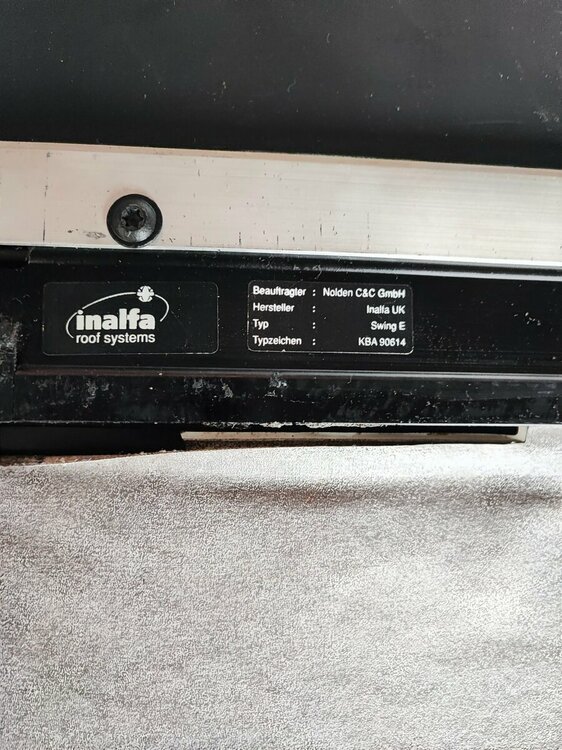 inalfa
roof systems
Beauftragter : Nolden C&C GmbH
Hersteller : Inalfa UK
Typ : Swing E
Typzeichen : KBA 90614